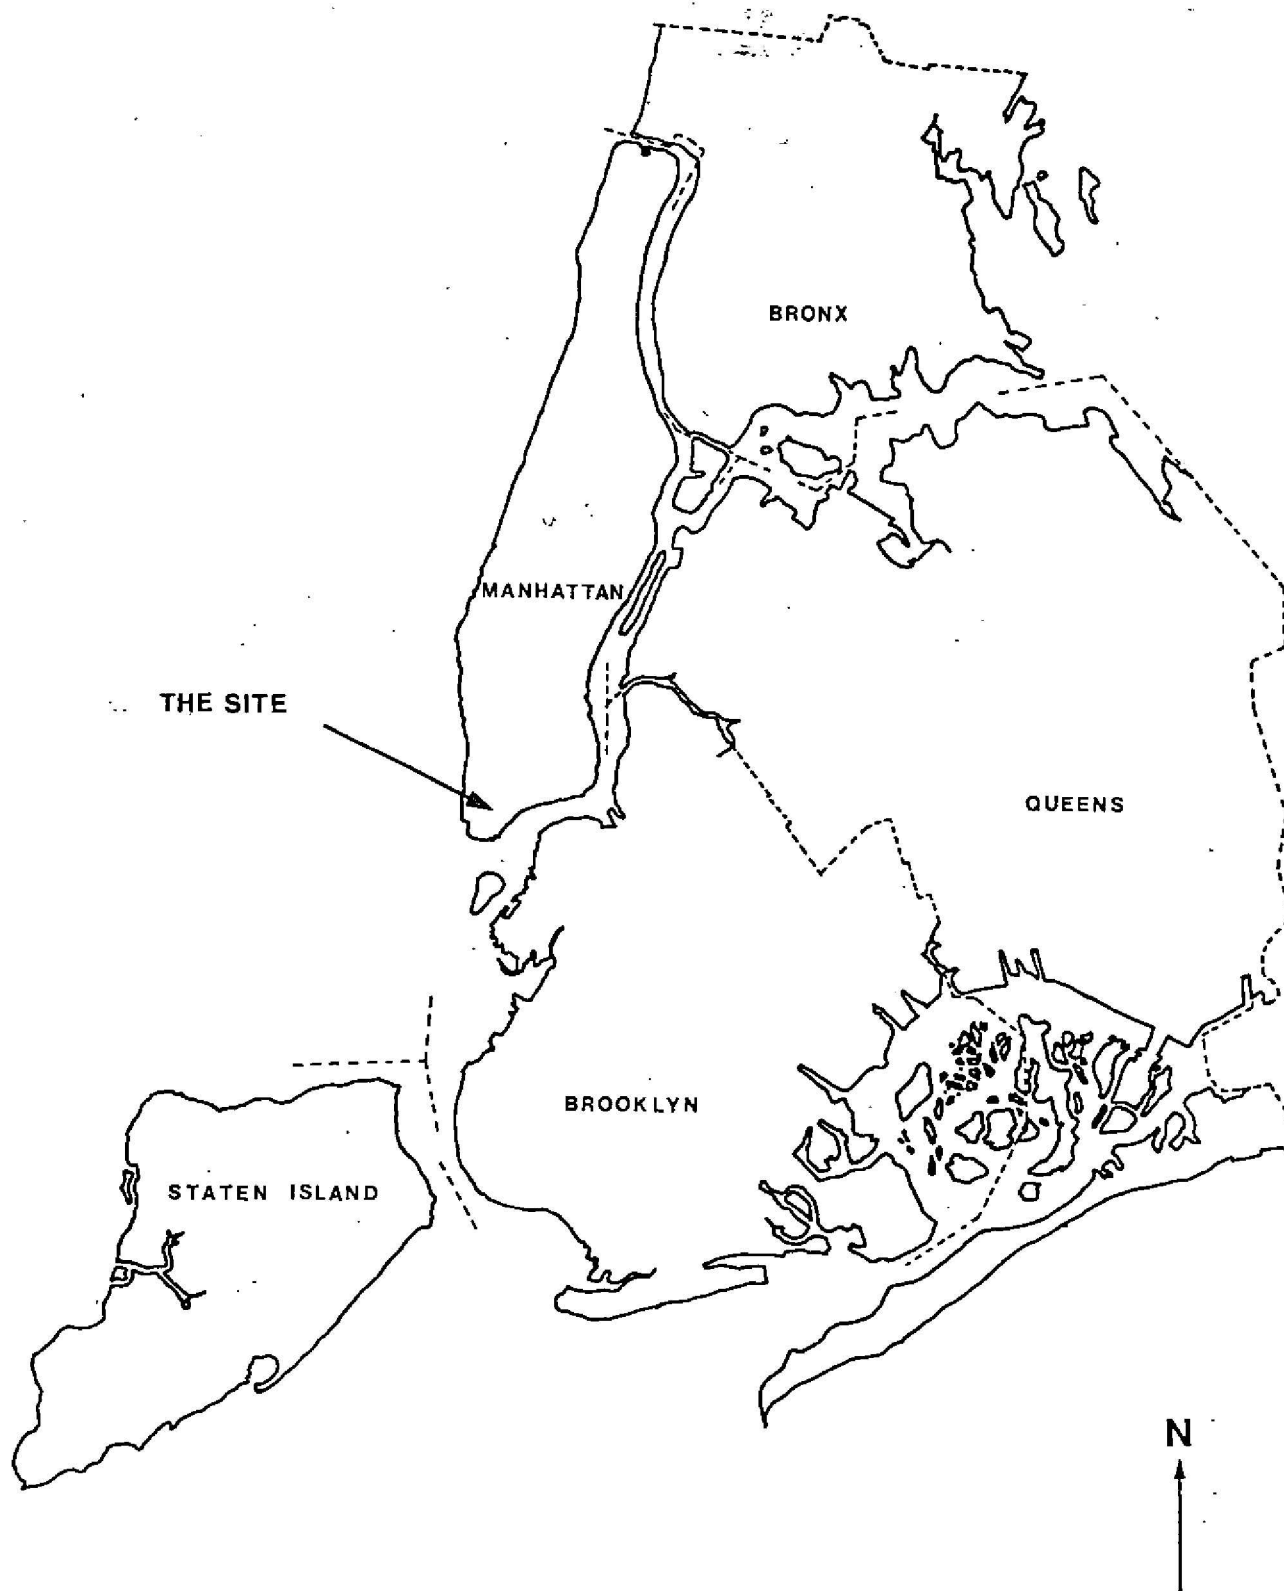 BRONX
MANHATTAN
THE SITE
QUEENS
BROOKLYN
STATEN ISLAND
N